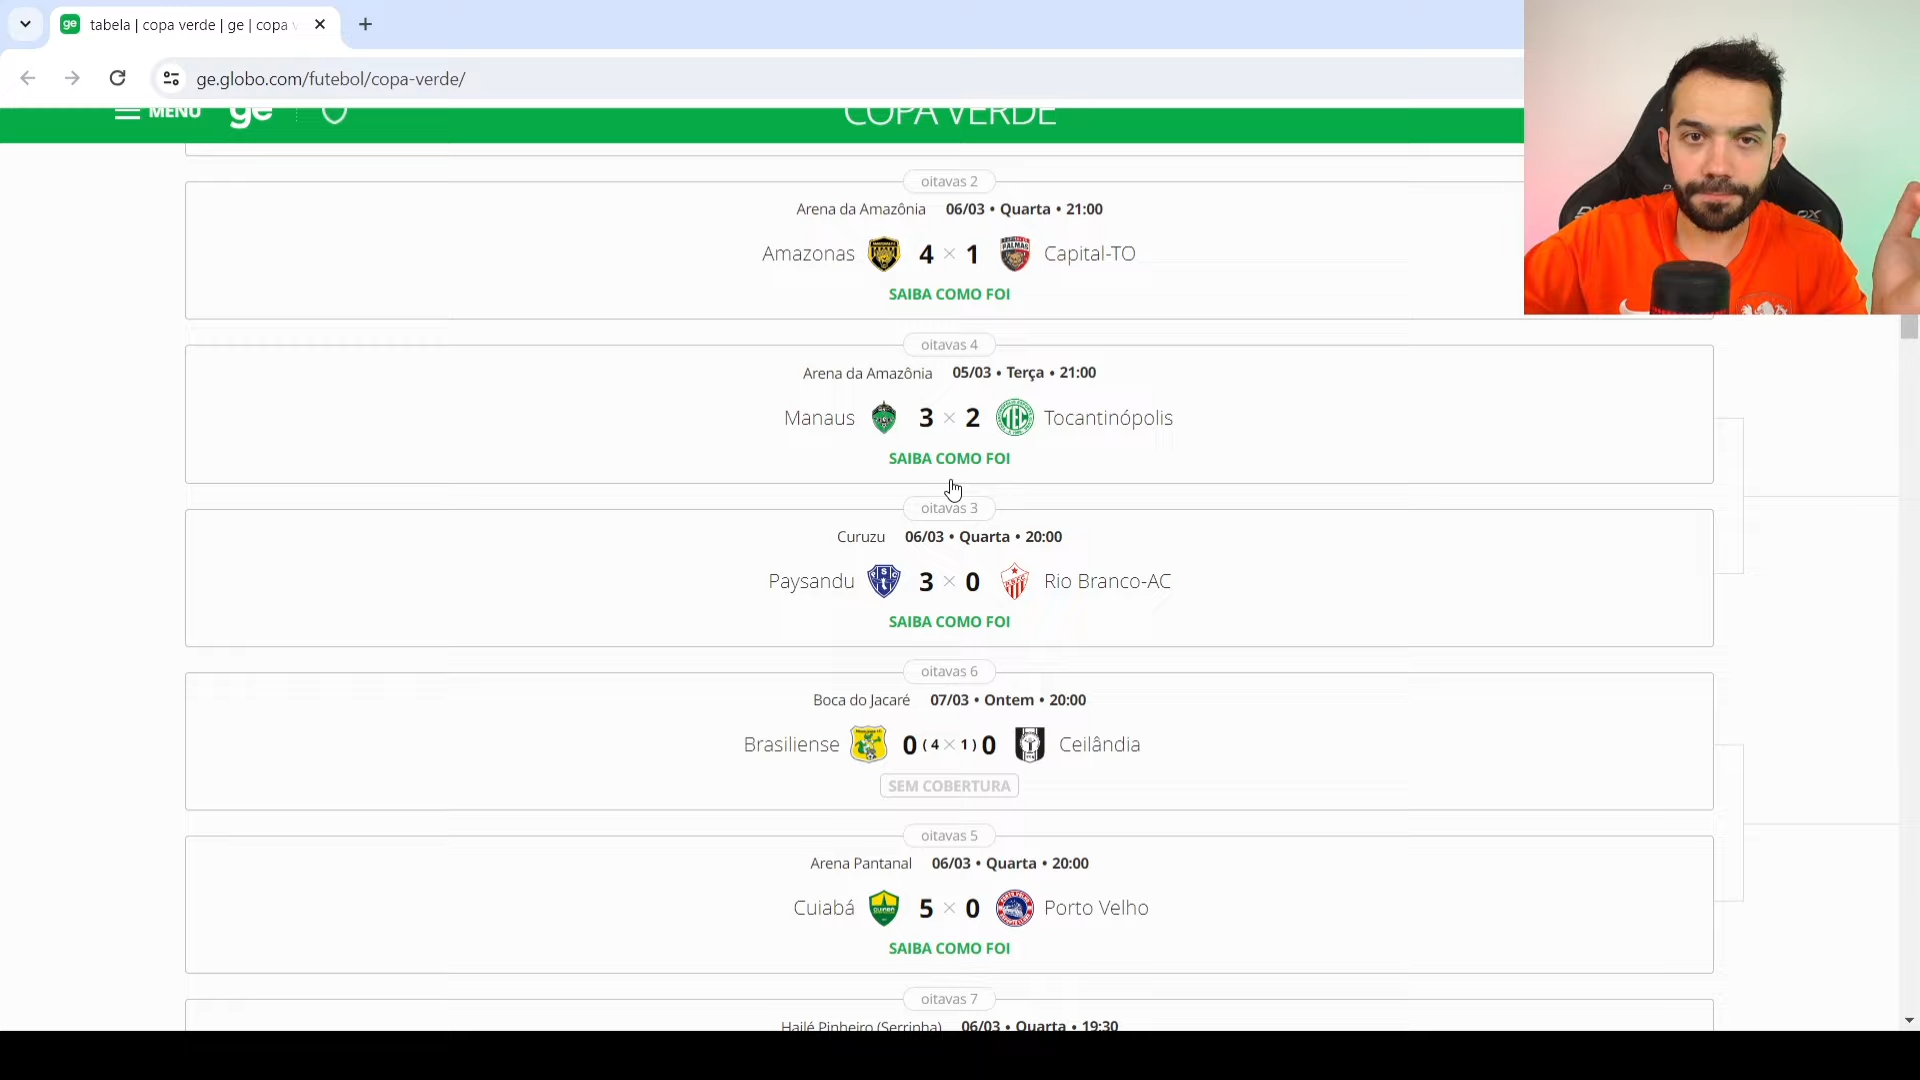 tabela | copa verde | ge | copa v
ge.globo.com/futebol/copa-verde/
MENU ge COPA VERDE
oitavas 2
Arena da Amazônia 06/03 • Quarta • 21:00
Amazonas 4 × 1 Capital-TO
SAIBA COMO FOI
oitavas 4
Arena da Amazônia 05/03 • Terça • 21:00
Manaus 3 × 2 TEC Tocantinópolis
SAIBA COMO FOI
oitavas 3
Curuzu 06/03 • Quarta • 20:00
Paysandu 3 × 0 Rio Branco-AC
SAIBA COMO FOI
oitavas 6
Boca do Jacaré 07/03 • Ontem • 20:00
Brasiliense 0 ( 4 × 1 ) 0 Ceilândia
SEM COBERTURA
oitavas 5
Arena Pantanal 06/03 • Quarta • 20:00
Cuiabá 5 × 0 Porto Velho
SAIBA COMO FOI
oitavas 7
Hailé Pinheiro (Serrinha) 06/03 • Quarta • 19:30